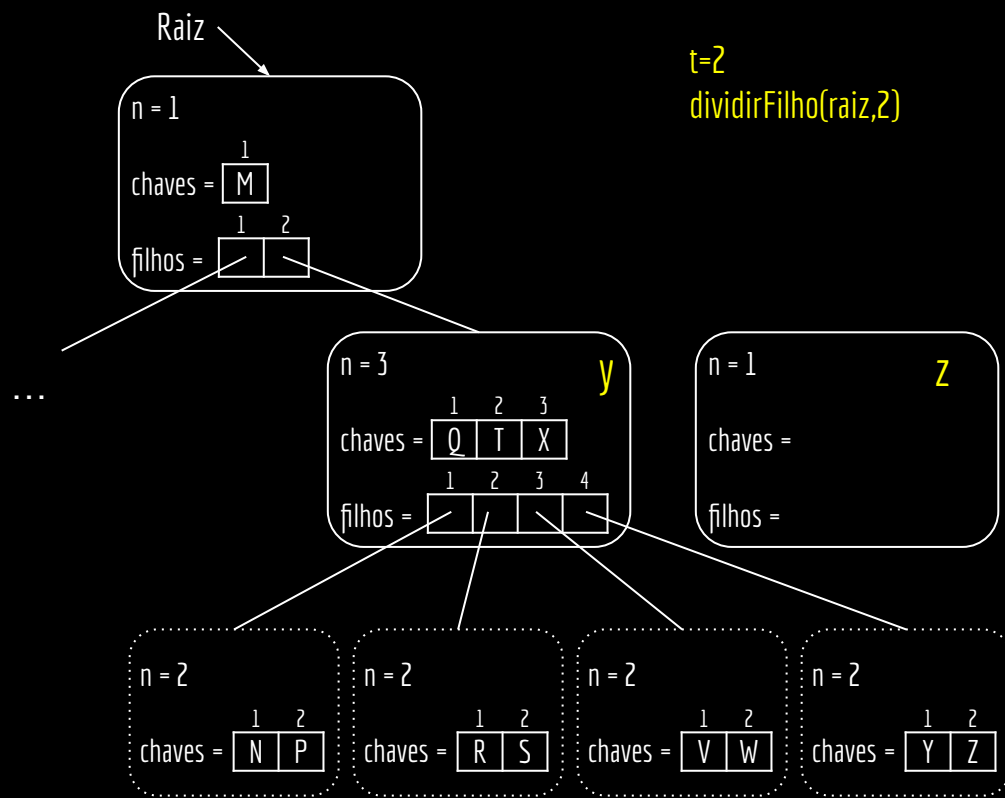 Raiz
t=2
dividirFilho(raiz,2)
n = 1
1
chaves = M
1 2
filhos =
...
n = 3 y
1 2 3
chaves = Q T X
1 2 3 4
filhos =
n = 1 z
chaves =
filhos =
n = 2
1 2
chaves = N P
n = 2
1 2
chaves = R S
n = 2
1 2
chaves = V W
n = 2
1 2
chaves = Y Z